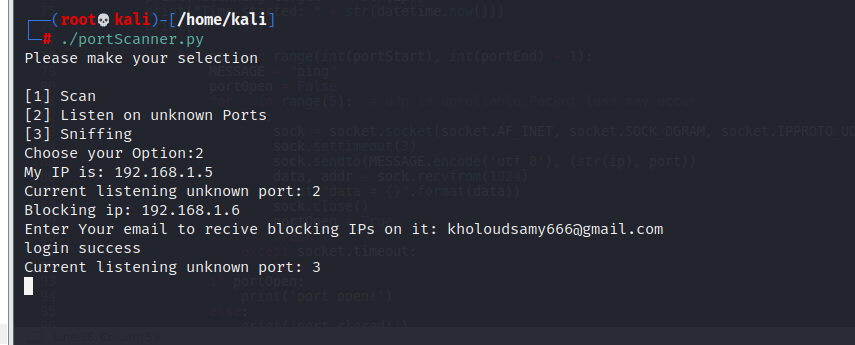 (root💀kali)-[/home/kali]
# ./portScanner.py
Please make your selection
[1] Scan
[2] Listen on unknown Ports
[3] Sniffing
Choose your Option:2
My IP is: 192.168.1.5
Current listening unknown port: 2
Blocking ip: 192.168.1.6
Enter Your email to recive blocking IPs on it: kholoudsamy666@gmail.com
login success
Current listening unknown port: 3